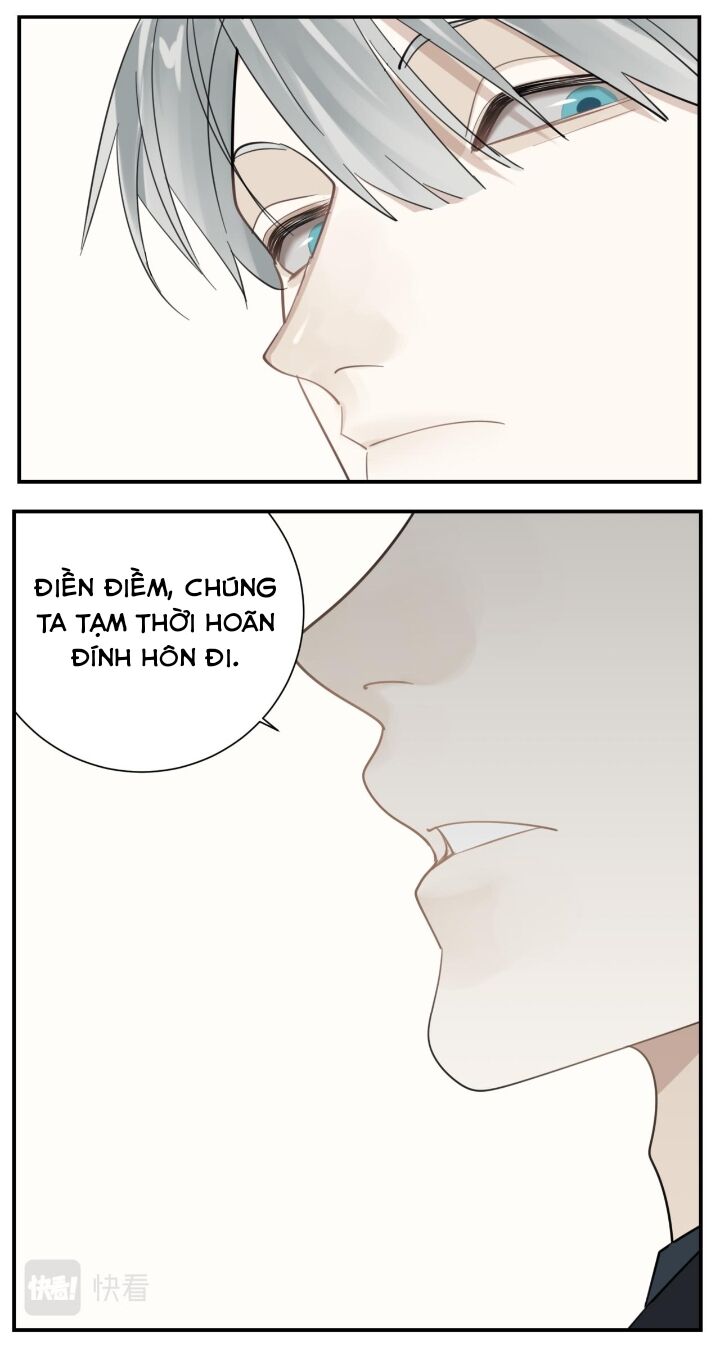 ĐIỀN ĐIỀM, CHÚNG
TA TẠM THỜI HOÃN
ĐÍNH HÔN ĐI.
快看! 快看